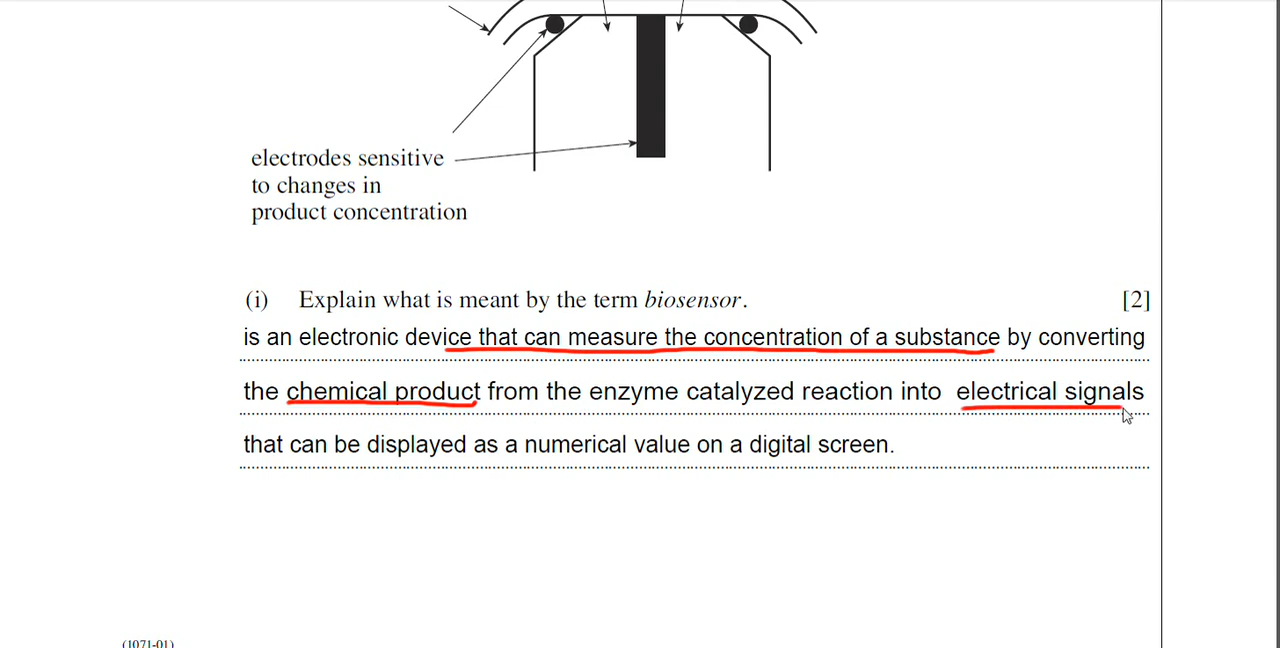 electrodes sensitive
to changes in
product concentration
(i) Explain what is meant by the term biosensor. [2]
is an electronic device that can measure the concentration of a substance by converting
the chemical product from the enzyme catalyzed reaction into electrical signals
that can be displayed as a numerical value on a digital screen.
(1071-01)